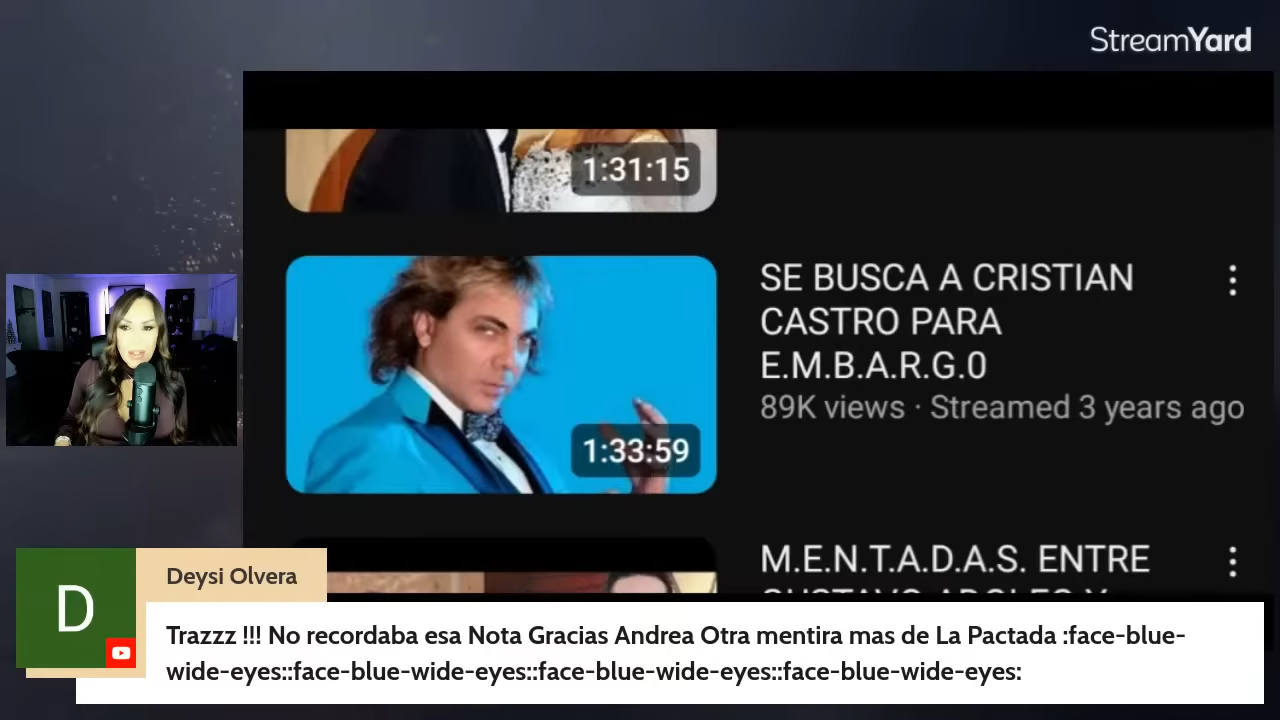 StreamYard
1:31:15
SE BUSCA A CRISTIAN
CASTRO PARA
E.M.B.A.R.G.0
89K views · Streamed 3 years ago
1:33:59
M.E.N.T.A.D.A.S. ENTRE
GUSTAVO ADOLFO Y
D
Deysi Olvera
Trazzz !!! No recordaba esa Nota Gracias Andrea Otra mentira mas de La Pactada :face-blue-
wide-eyes::face-blue-wide-eyes::face-blue-wide-eyes::face-blue-wide-eyes: